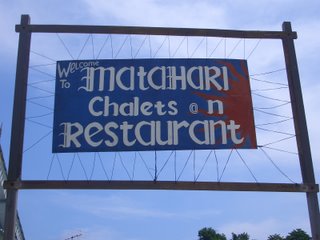 Welcome
To MATAHARI
Chalets @ n
Restaurant